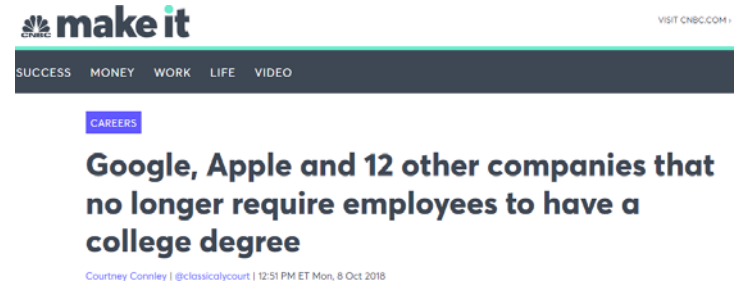 CNBC make it
VISIT CNBC.COM ›
SUCCESS MONEY WORK LIFE VIDEO
CAREERS
Google, Apple and 12 other companies that
no longer require employees to have a
college degree
Courtney Connley | @classicalycourt | 12:51 PM ET Mon, 8 Oct 2018